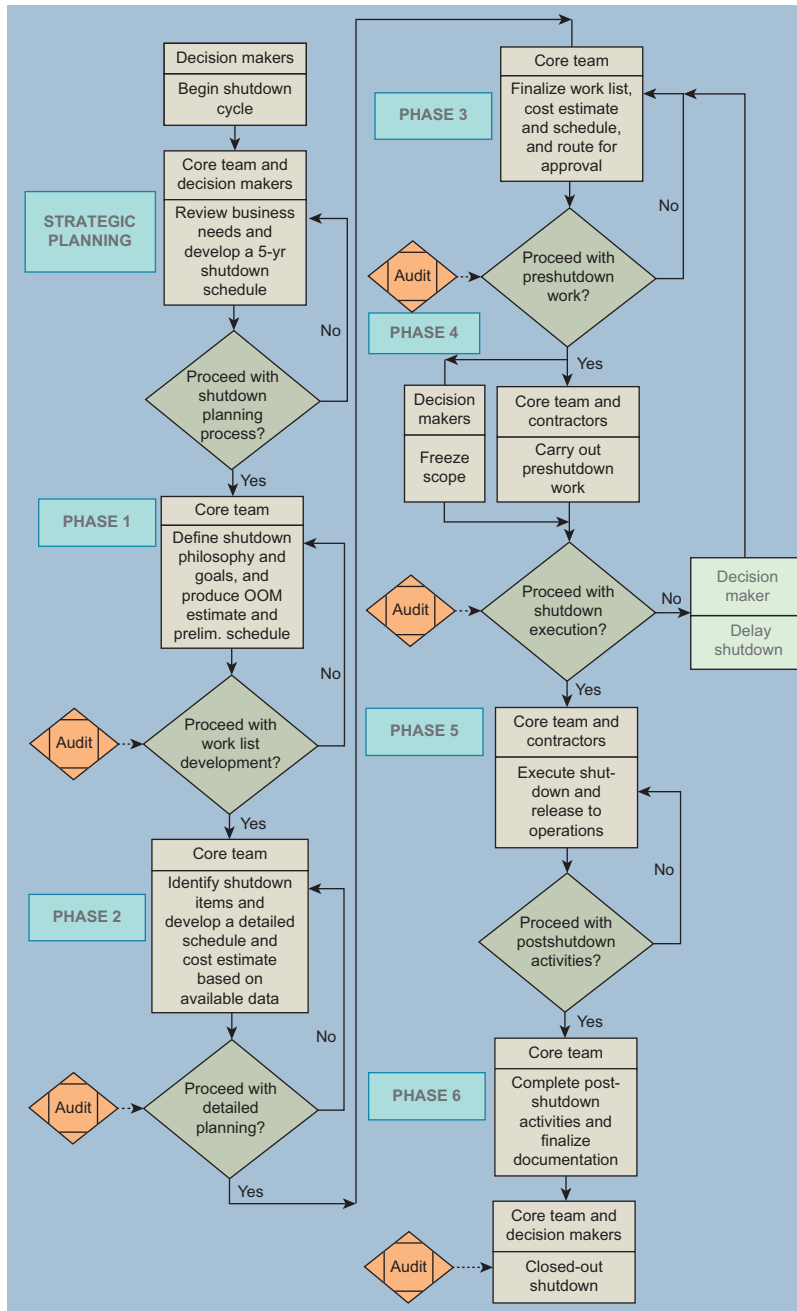 Decision makers
Begin shutdown
cycle
STRATEGIC
PLANNING
Core team and
decision makers
Review business
needs and
develop a 5-yr
shutdown
schedule
No
Proceed with
shutdown
planning
process?
Yes
PHASE 1
Core team
Define shutdown
philosophy and
goals, and
produce OOM
estimate and
prelim. schedule
No
Audit
Proceed with
work list
development?
Yes
PHASE 2
Core team
Identify shutdown
items and
develop a detailed
schedule and
cost estimate
based on
available data
No
Audit
Proceed with
detailed
planning?
Yes
PHASE 3
Core team
Finalize work list,
cost estimate
and schedule,
and route for
approval
No
Audit
Proceed with
preshutdown
work?
PHASE 4
Yes
Decision
makers
Freeze
scope
Core team and
contractors
Carry out
preshutdown
work
Audit
Proceed with
shutdown
execution?
No
Decision
maker
Delay
shutdown
Yes
PHASE 5
Core team and
contractors
Execute shut-
down and
release to
operations
No
Proceed with
postshutdown
activities?
Yes
PHASE 6
Core team
Complete post-
shutdown
activities and
finalize
documentation
Core team and
decision makers
Audit
Closed-out
shutdown